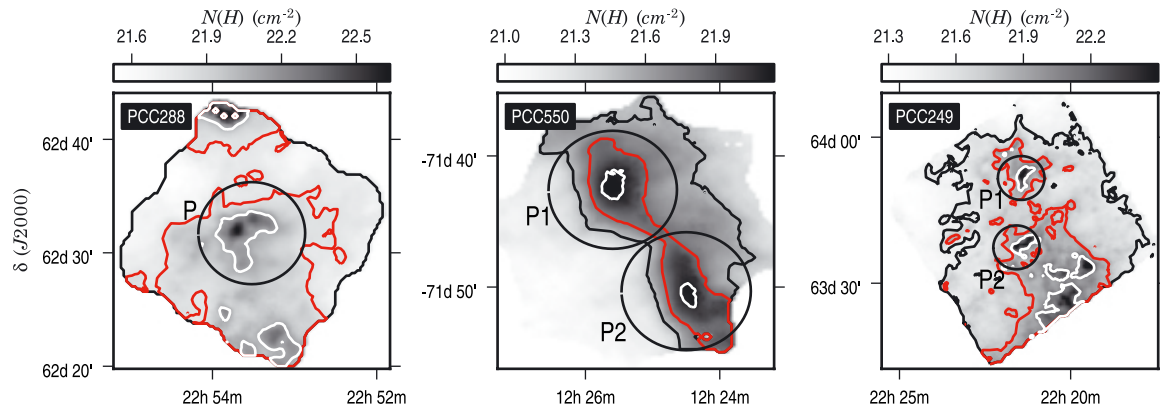 N(H) (cm-2) N(H) (cm-2) N(H) (cm-2)
21.6 21.9 22.2 22.5 21.0 21.3 21.6 21.9 21.3 21.6 21.9 22.2
PCC288 PCC550 PCC249
δ (J2000)
62d 40'
62d 30'
62d 20'
P
22h 54m 22h 52m
-71d 40'
-71d 50'
P1
P2
12h 26m 12h 24m
64d 00'
63d 30'
P1
P2
22h 25m 22h 20m